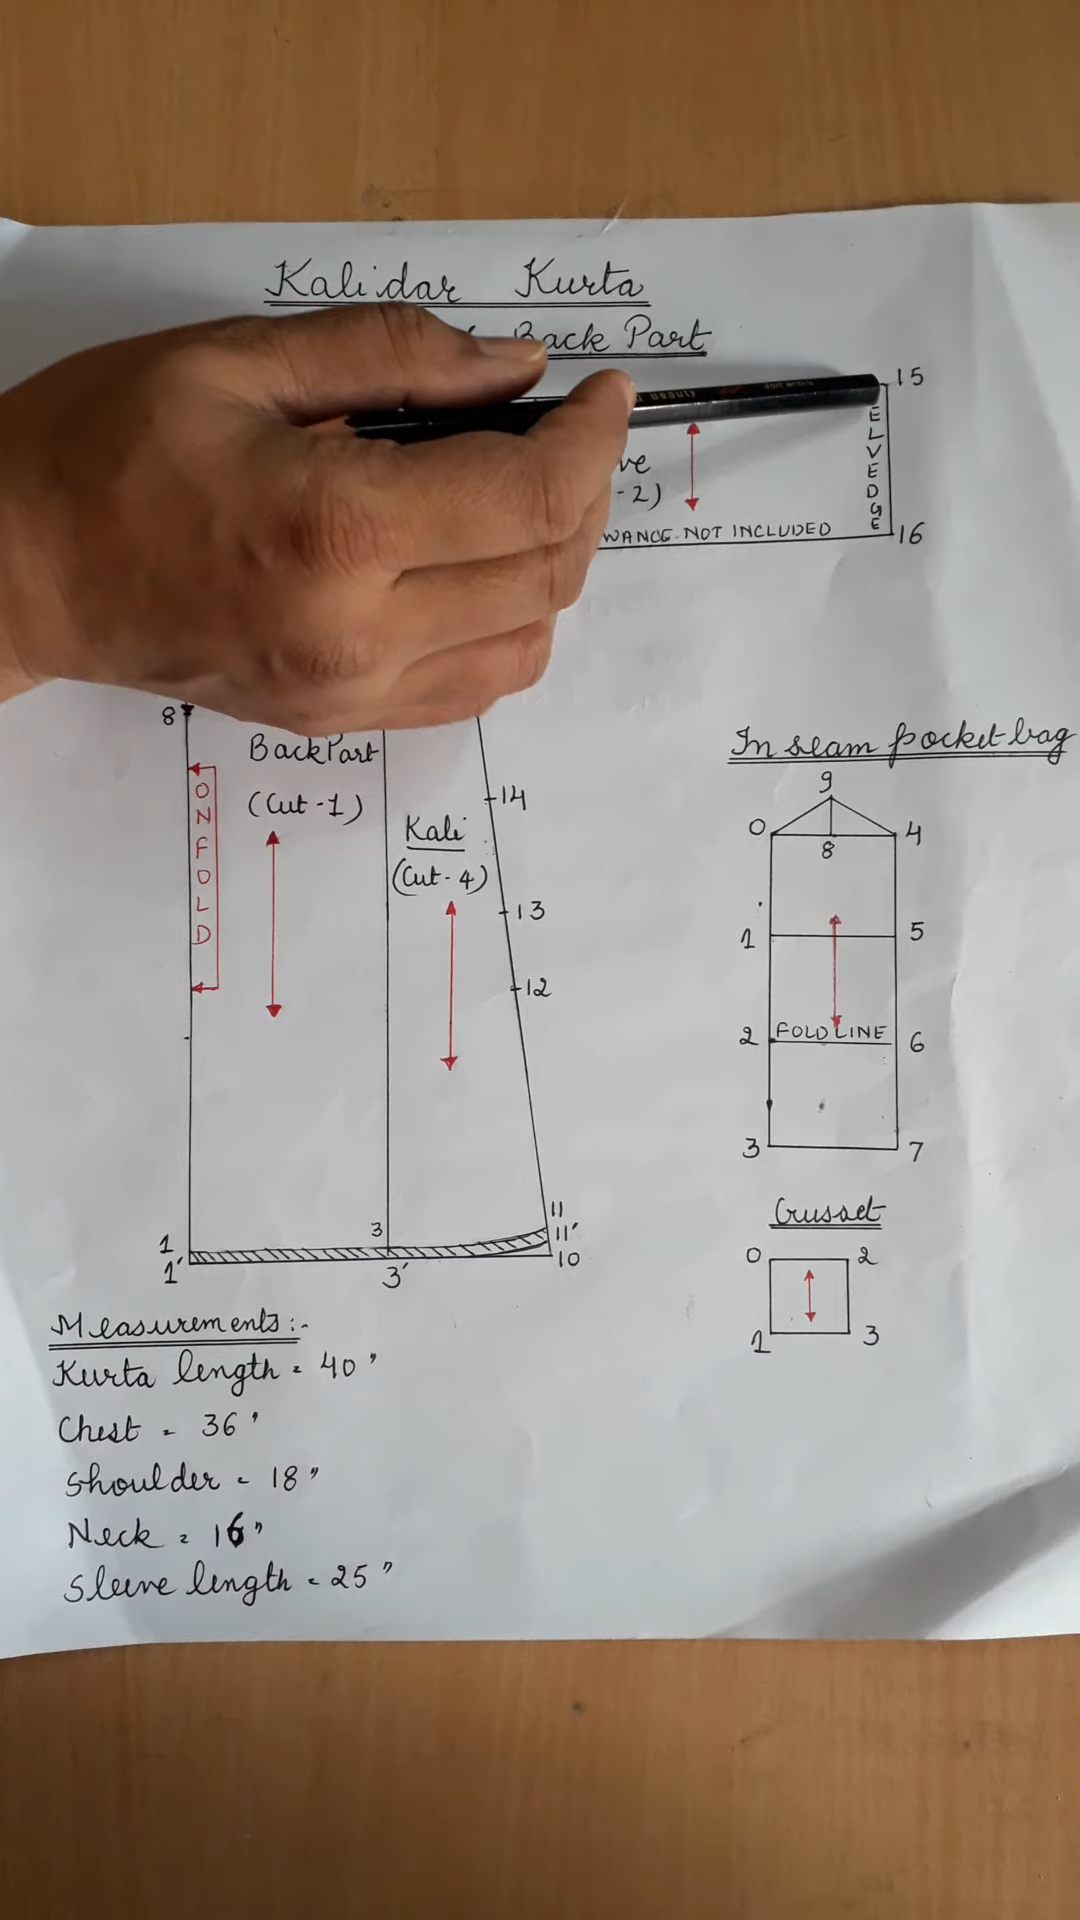 Kalidar Kurta
Back Part
15
ELVEDGE
ve
-2)
WANCE NOT INCLUDED
16
8
Back Part
(Cut-1)
ON FOLD
14
Kali
(Cut-4)
13
12
11
11'
10
3
3'
1
1'
In seam pocket bag
9
0
4
8
1
5
2
FOLD LINE
6
3
7
Gusset
0
2
1
3
Measurements:-
Kurta length = 40"
Chest = 36"
Shoulder = 18"
Neck = 16"
Sleeve length = 25"